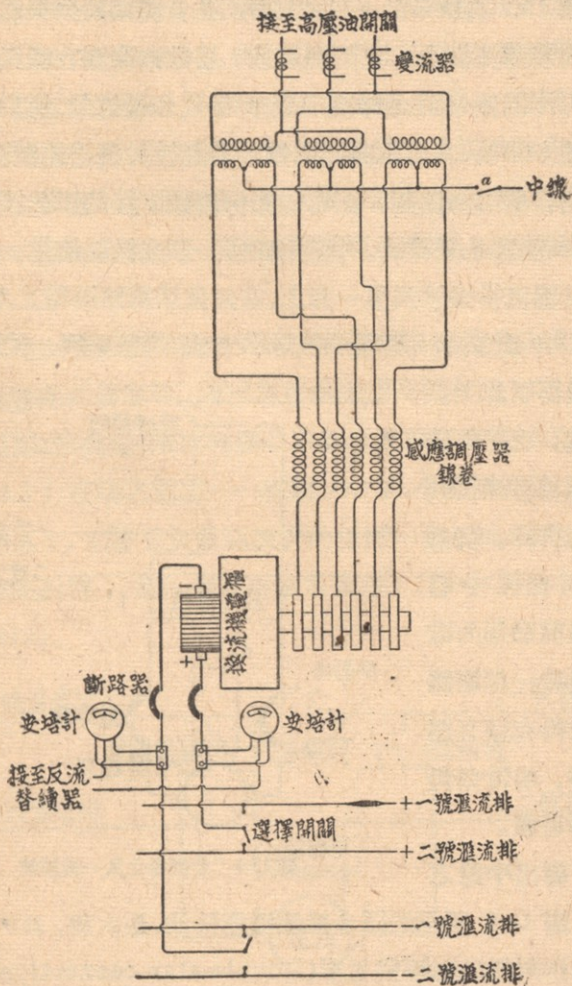 接至高壓油開關
變流器
a
中線
感應調壓器
線卷
換流機電器
−
+
斷路器
安培計
安培計
接至反流
替續器
+一號滙流排
選擇開關
+二號滙流排
−一號滙流排
−二號滙流排